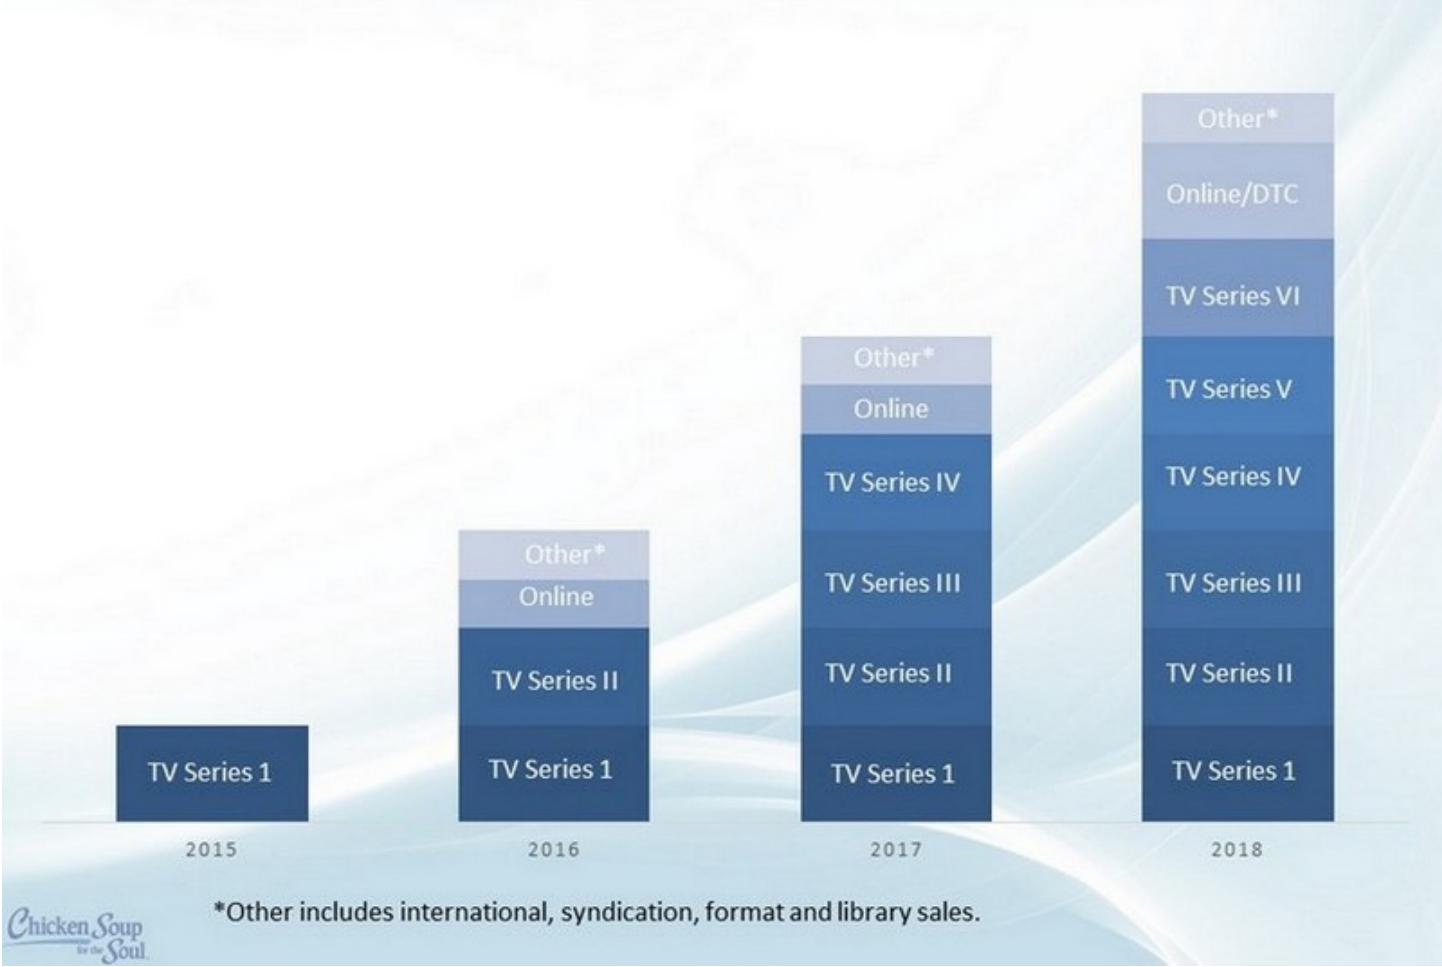 Other*
Online/DTC
TV Series VI
TV Series V
TV Series IV
TV Series III
TV Series II
TV Series 1
Other*
Online
TV Series IV
TV Series III
TV Series II
TV Series 1
Other*
Online
TV Series II
TV Series 1
TV Series 1
2015 2016 2017 2018
*Other includes international, syndication, format and library sales.
Chicken Soup
for the Soul